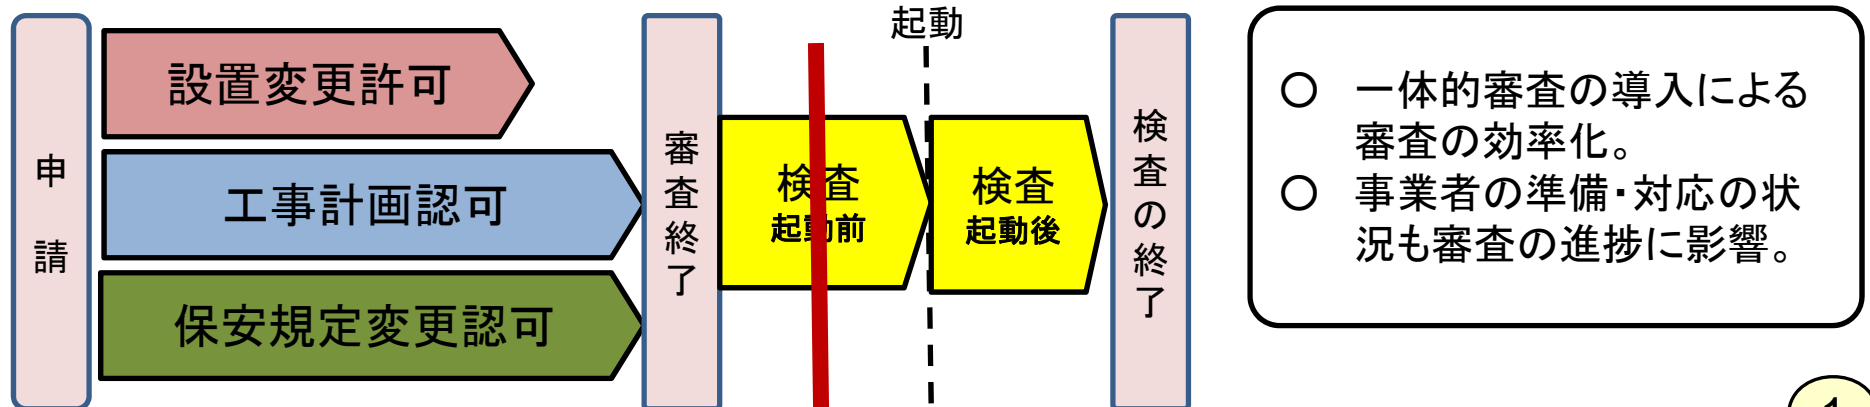 申請
設置変更許可
工事計画認可
保安規定変更認可
審査終了
検査
起動前
起動
検査
起動後
検査の終了
○ 一体的審査の導入による
審査の効率化。
○ 事業者の準備・対応の状
況も審査の進捗に影響。
1